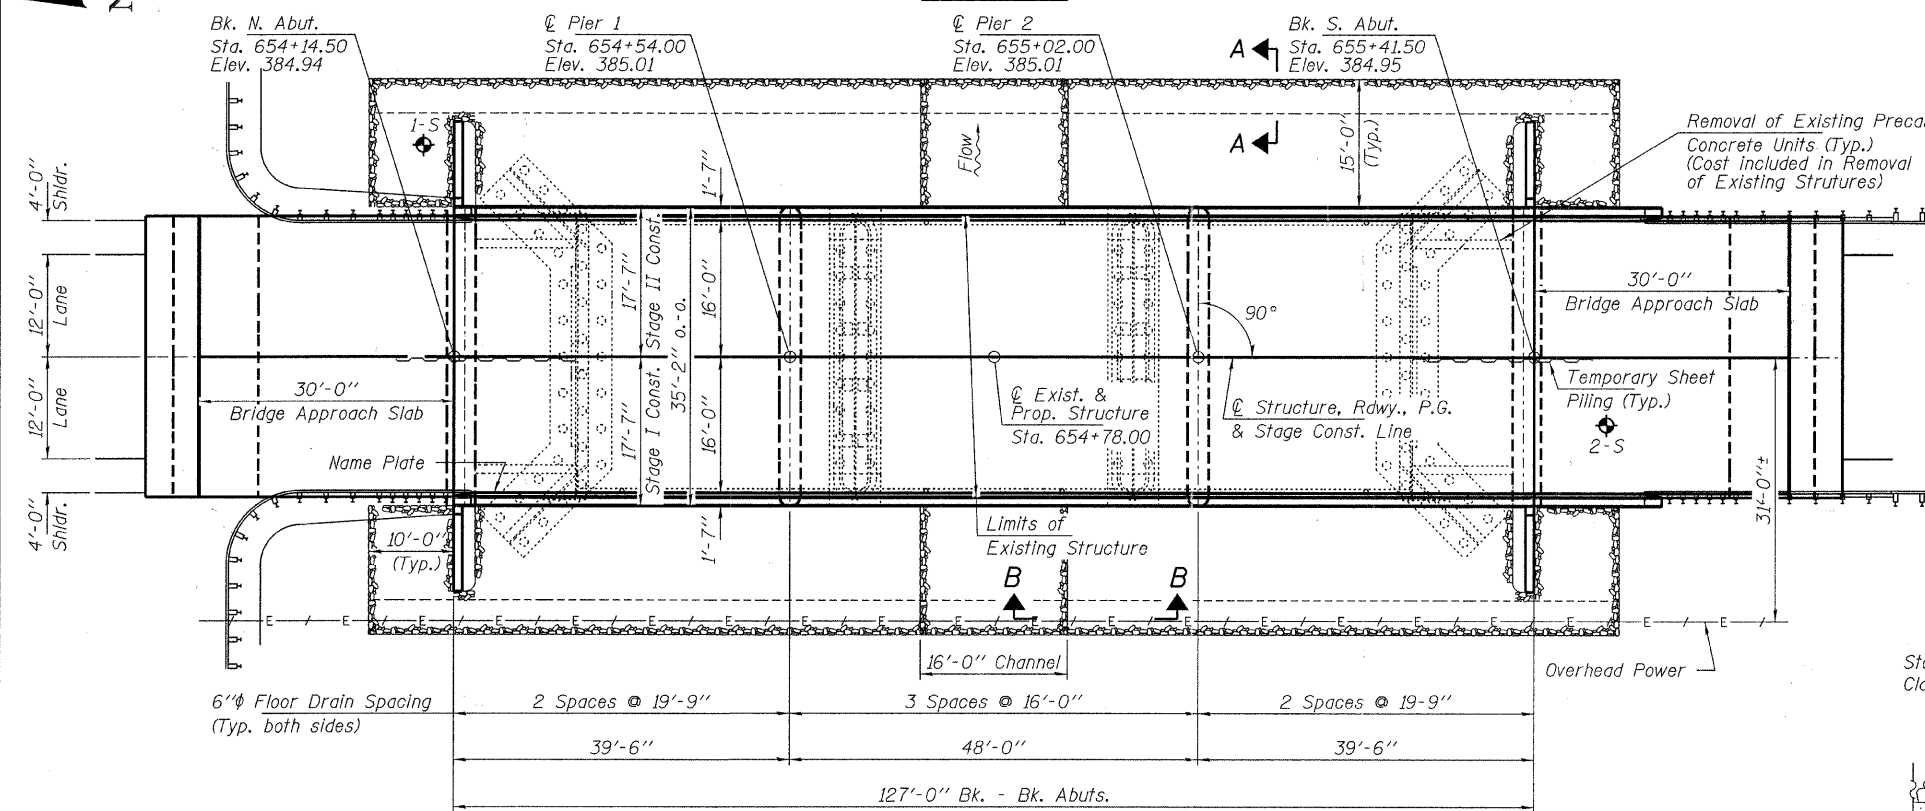 Bk. N. Abut.
Sta. 654+14.50
Elev. 384.94
℄ Pier 1
Sta. 654+54.00
Elev. 385.01
℄ Pier 2
Sta. 655+02.00
Elev. 385.01
Bk. S. Abut.
Sta. 655+41.50
Elev. 384.95
A
A
1-S
Flow
15'-0" (Typ.)
Removal of Existing Preca
Concrete Units (Typ.)
(Cost included in Removal
of Existing Strutures)
4'-0" Shldr.
12'-0" Lane
12'-0" Lane
4'-0" Shldr.
1'-7"
17'-7"
Stage II Const.
16'-0"
17'-7"
Stage I Const.
35'-2" o.-o.
16'-0"
1'-7"
90°
30'-0"
Bridge Approach Slab
30'-0"
Bridge Approach Slab
℄ Exist. &
Prop. Structure
Sta. 654+78.00
℄ Structure, Rdwy., P.G.
& Stage Const. Line
Temporary Sheet
Piling (Typ.)
2-S
31'-0"±
Name Plate
10'-0"
(Typ.)
Limits of
Existing Structure
B B
E E E E E E E E E E E E E
16'-0" Channel
Overhead Power
Sta
Cla
6"ϕ Floor Drain Spacing
(Typ. both sides)
2 Spaces @ 19'-9"
3 Spaces @ 16'-0"
2 Spaces @ 19-9"
39'-6"
48'-0"
39'-6"
127'-0" Bk. - Bk. Abuts.